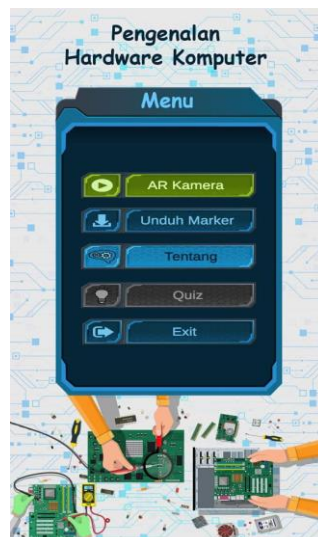 Pengenalan
Hardware Komputer
Menu
AR Kamera
Unduh Marker
Tentang
Quiz
Exit